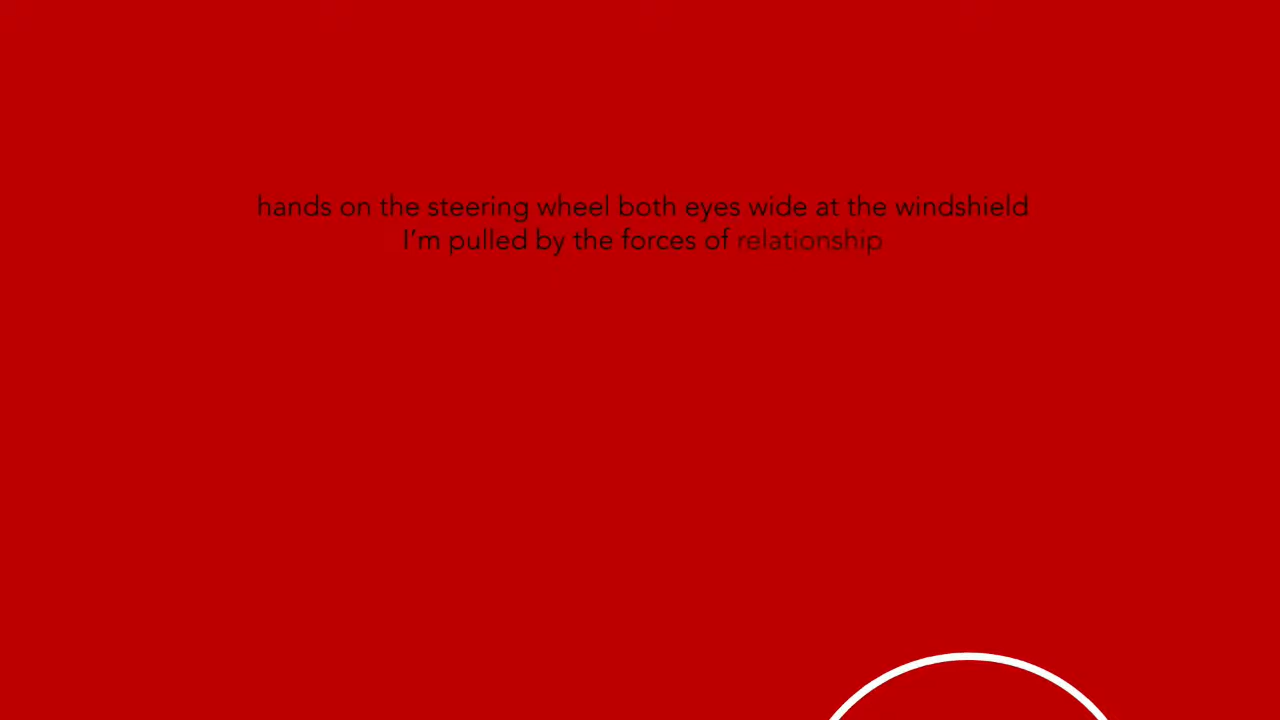 hands on the steering wheel both eyes wide at the windshield
I'm pulled by the forces of relationship